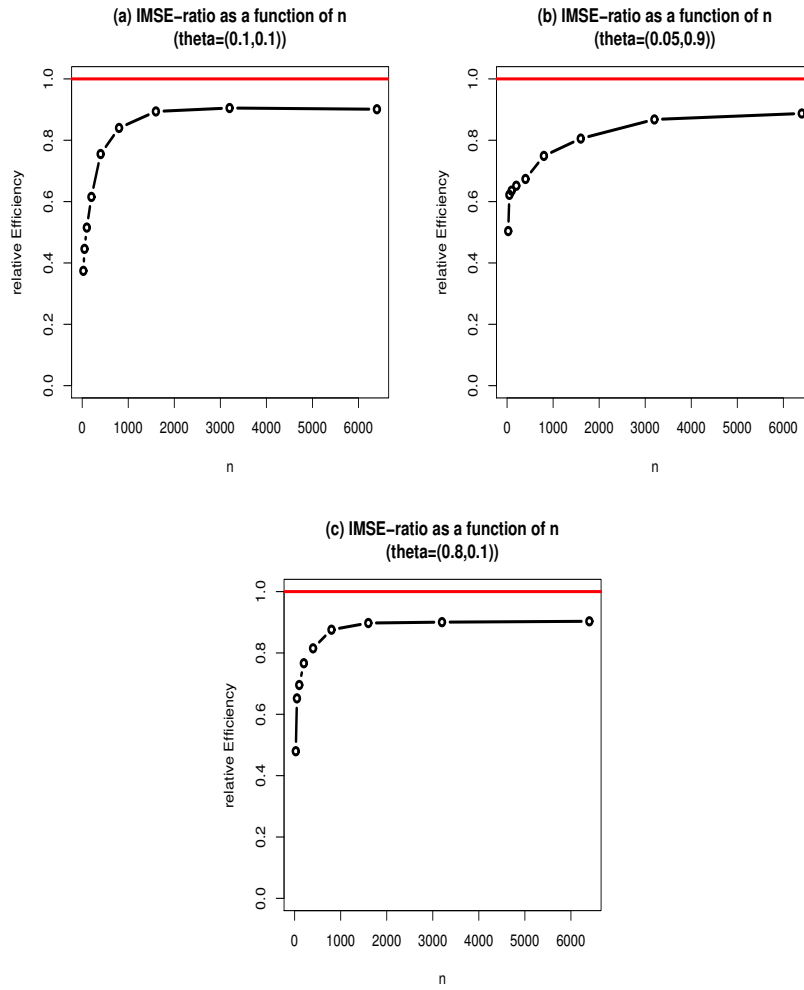 (a) IMSE−ratio as a function of n
(theta=(0.1,0.1))
relative Efficiency
1.0
0.8
0.6
0.4
0.2
0.0
0 1000 2000 3000 4000 5000 6000
n
(b) IMSE−ratio as a function of n
(theta=(0.05,0.9))
relative Efficiency
1.0
0.8
0.6
0.4
0.2
0.0
0 1000 2000 3000 4000 5000 6000
n
(c) IMSE−ratio as a function of n
(theta=(0.8,0.1))
relative Efficiency
1.0
0.8
0.6
0.4
0.2
0.0
0 1000 2000 3000 4000 5000 6000
n